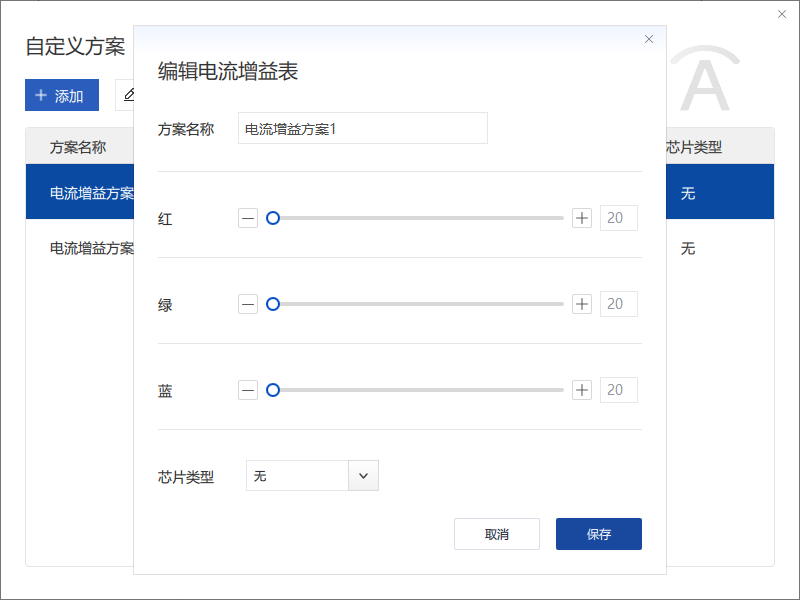 自定义方案
编辑电流增益表
添加
方案名称
芯片类型
方案名称
电流增益方案1
电流增益方案
无
红
20
电流增益方案
无
绿
20
蓝
20
芯片类型
无
取消
保存
A